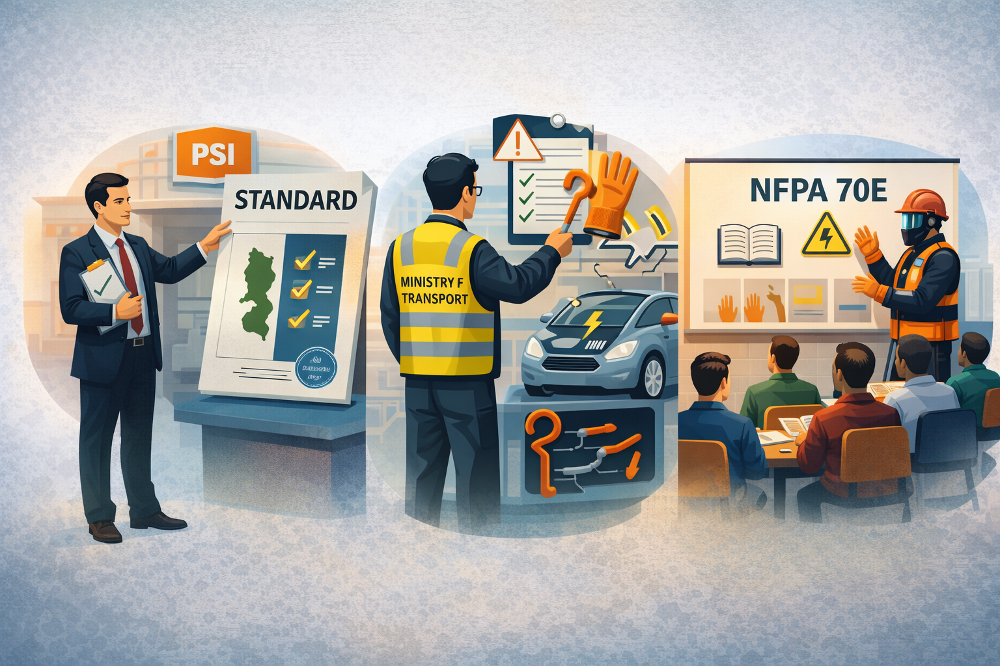 PSI
STANDARD
MINISTRY F
TRANSPORT
NFPA 70E